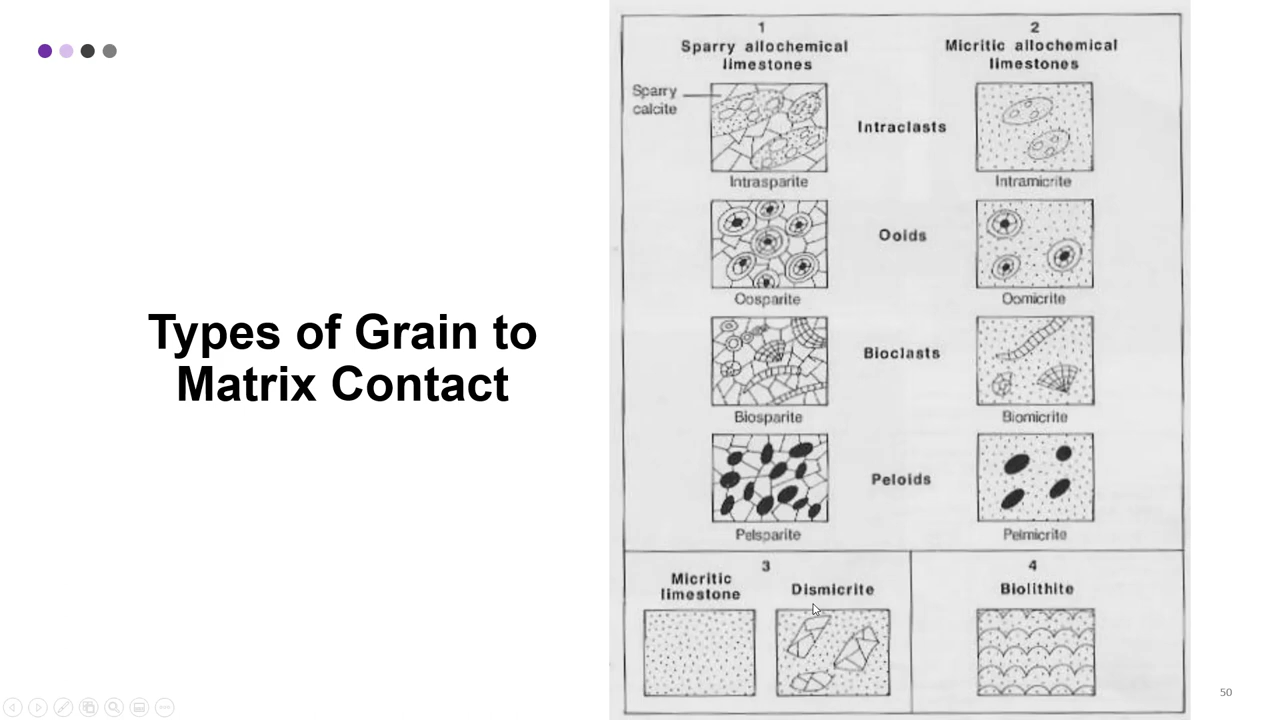 Types of Grain to
Matrix Contact
1
Sparry allochemical
limestones
2
Micritic allochemical
limestones
Sparry
calcite
Intraclasts
Intrasparite
Intramicrite
Ooids
Oosparite
Oomicrite
Bioclasts
Biosparite
Biomicrite
Peloids
Pelsparite
Pelmicrite
3
Micritic
limestone
Dismicrite
4
Biolithite
50